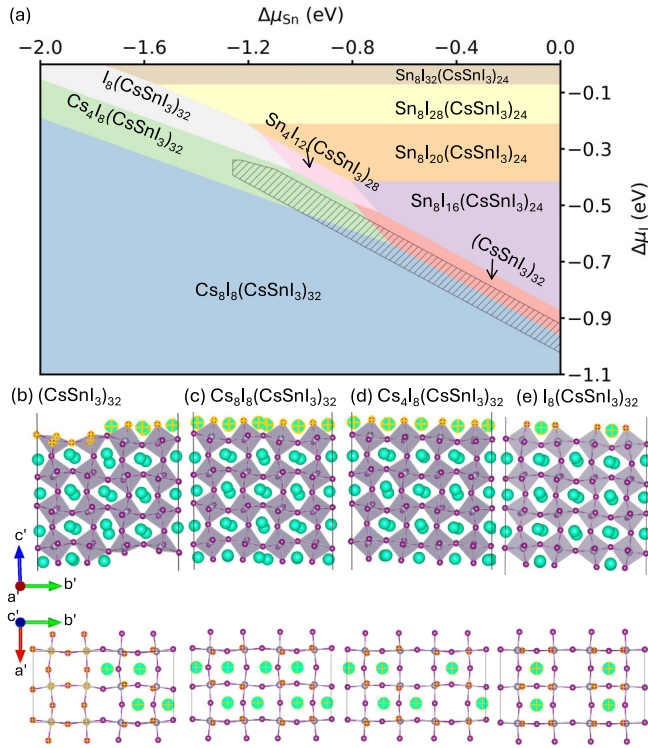 (a)
Δμ_Sn (eV)
−2.0 −1.6 −1.2 −0.8 −0.4 0.0
I₈(CsSnI₃)₃₂
Cs₄I₈(CsSnI₃)₃₂
Sn₄I₁₂(CsSnI₃)₂₈
Sn₈I₃₂(CsSnI₃)₂₄
Sn₈I₂₈(CsSnI₃)₂₄
Sn₈I₂₀(CsSnI₃)₂₄
Sn₈I₁₆(CsSnI₃)₂₄
(CsSnI₃)₃₂
Cs₈I₈(CsSnI₃)₃₂
−0.1
−0.3
−0.5
−0.7
−0.9
−1.1
Δμ_I (eV)
(b) (CsSnI₃)₃₂
(c) Cs₈I₈(CsSnI₃)₃₂
(d) Cs₄I₈(CsSnI₃)₃₂
(e) I₈(CsSnI₃)₃₂
c'
a'
b'
c'
b'
a'